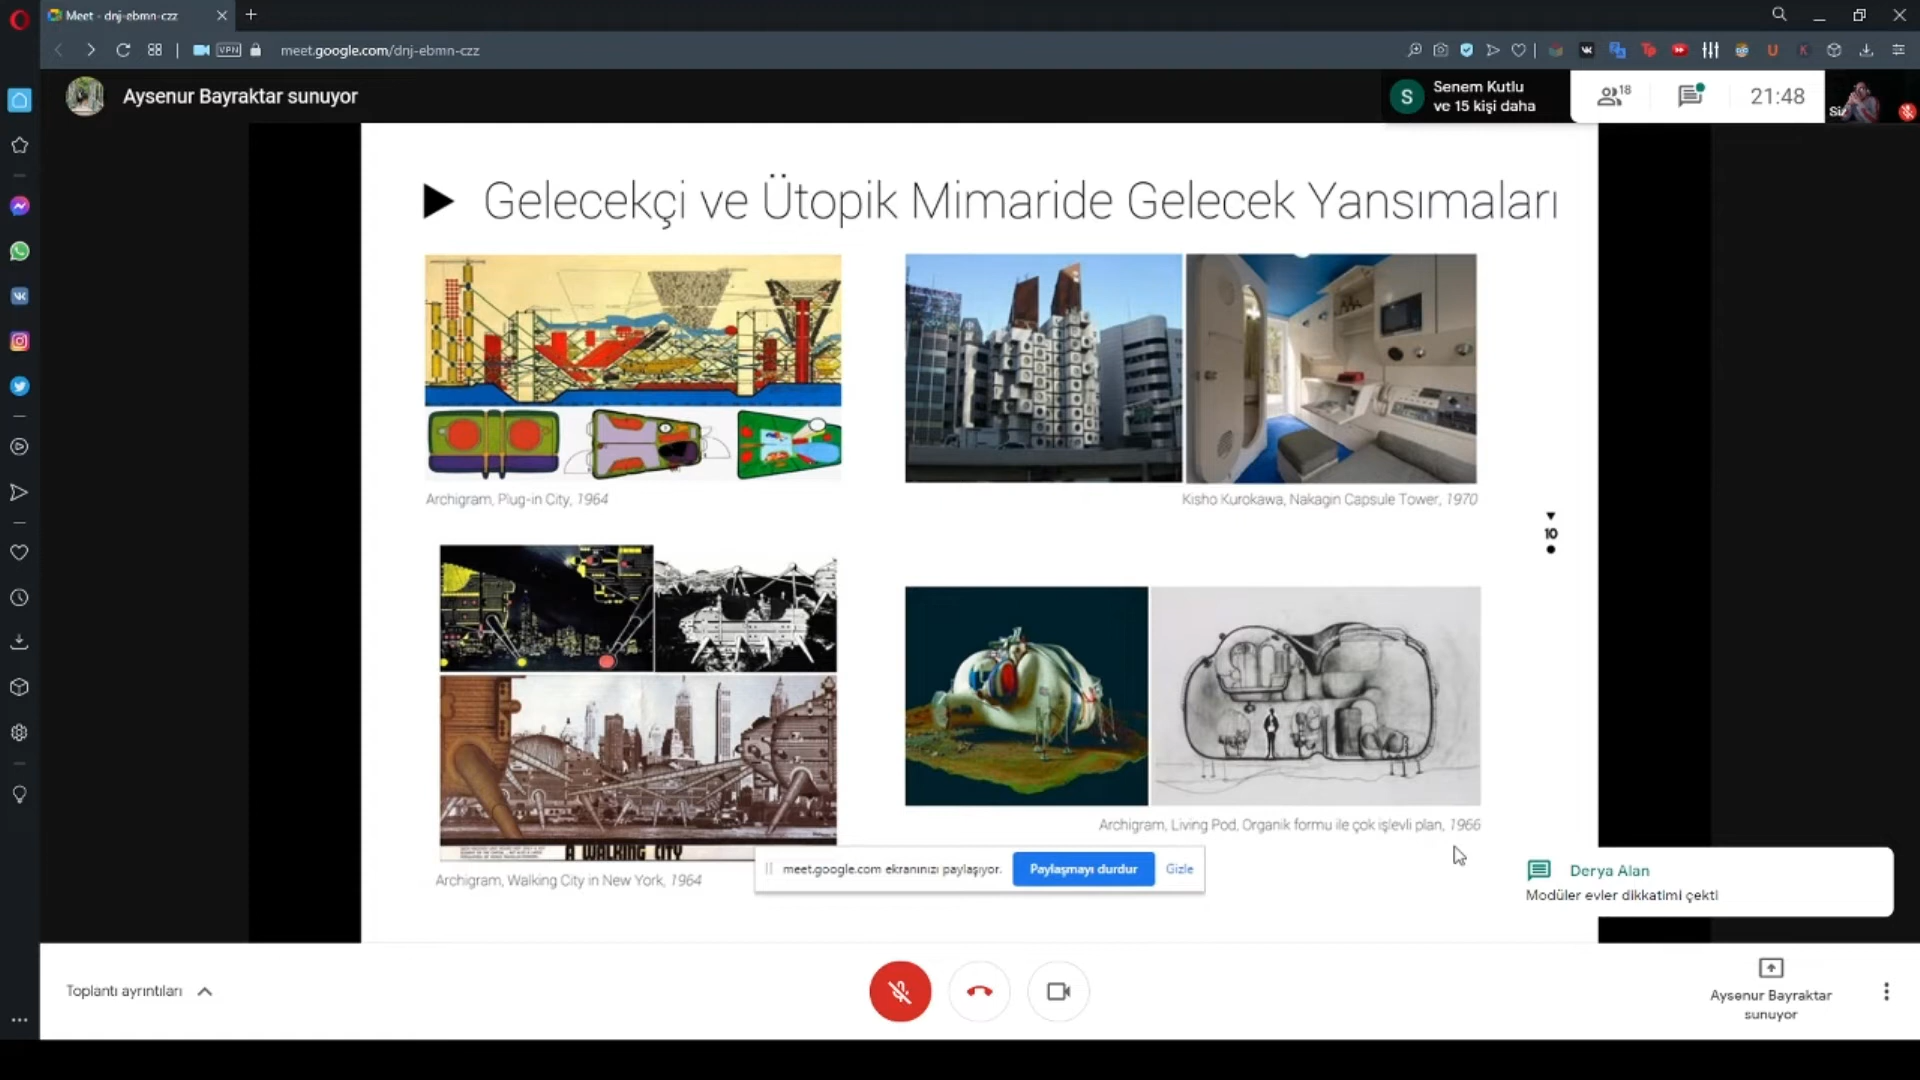 Meet - dnj-ebmn-czz
VPN
meet.google.com/dnj-ebmn-czz
Aysenur Bayraktar sunuyor
S
Senem Kutlu
ve 15 kişi daha
18
21:48
Siz
Gelecekçi ve Ütopik Mimaride Gelecek Yansımaları
Archigram, Plug-in City, 1964
Kisho Kurokawa, Nakagin Capsule Tower, 1970
10
Archigram, Living Pod, Organik formu ile çok işlevli plan, 1966
A WALKING CITY
Archigram, Walking City in New York, 1964
meet.google.com ekranınızı paylaşıyor.
Paylaşmayı durdur
Gizle
Derya Alan
Modüler evler dikkatimi çekti
Toplantı ayrıntıları
Aysenur Bayraktar
sunuyor